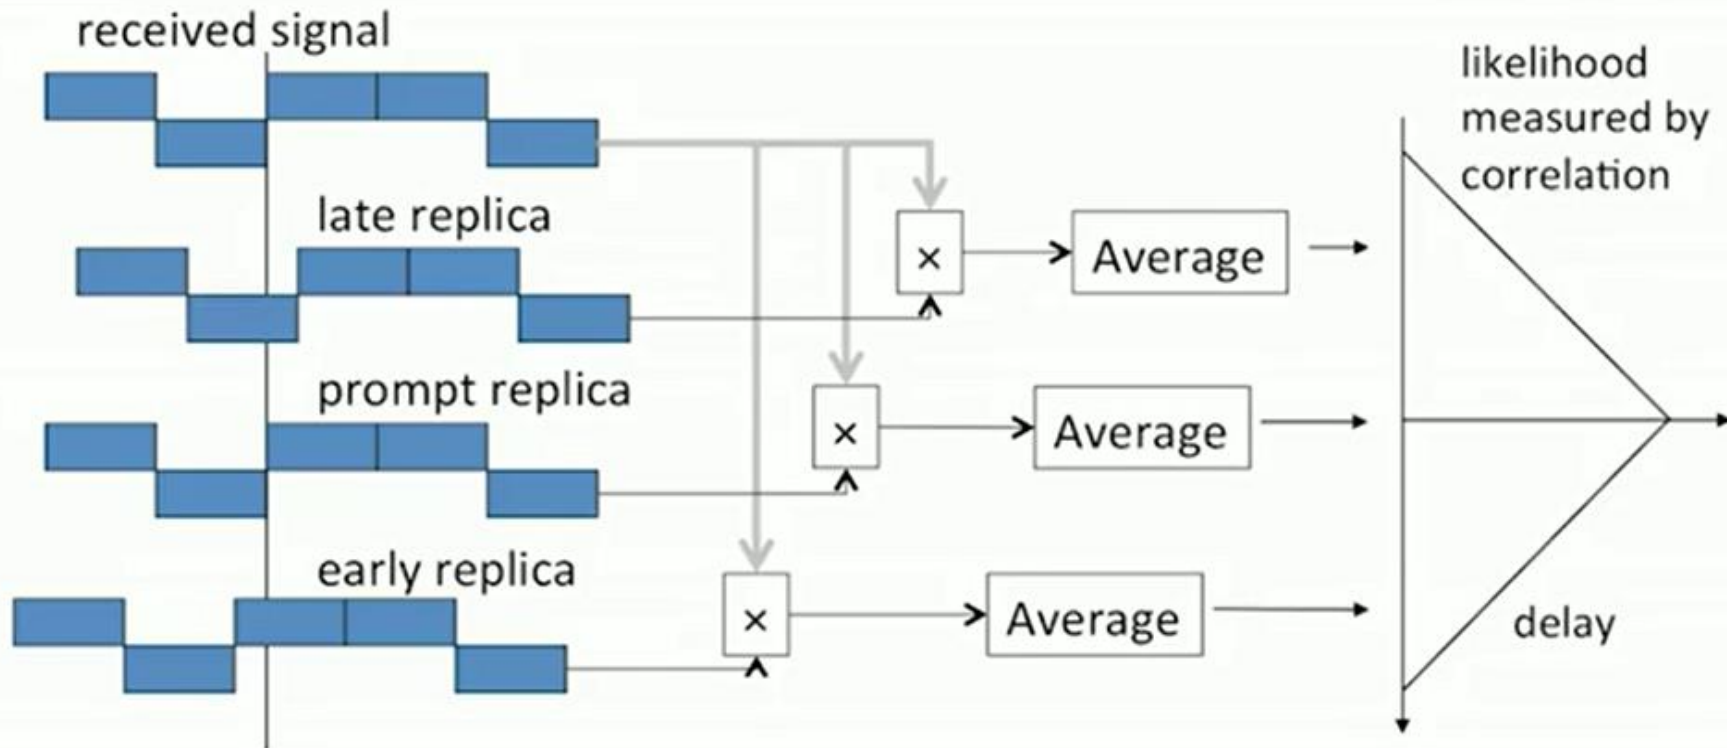 received signal
likelihood
measured by
correlation
late replica
×
Average
prompt replica
×
Average
early replica
×
Average
delay